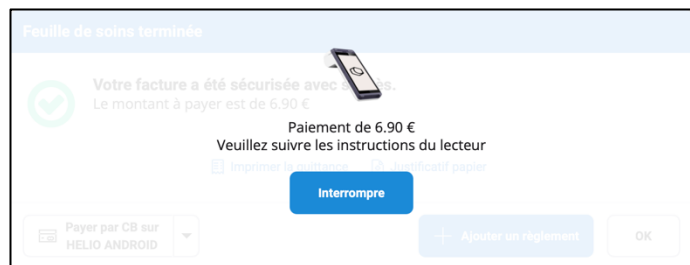 Feuille de soins terminée
Votre facture a été sécurisée avec succès.
Le montant à payer est de 6.90 €
Paiement de 6.90 €
Veuillez suivre les instructions du lecteur
Imprimer la quittance Justificatif papier
Interrompre
Payer par CB sur
HELIO ANDROID
Ajouter un règlement
OK